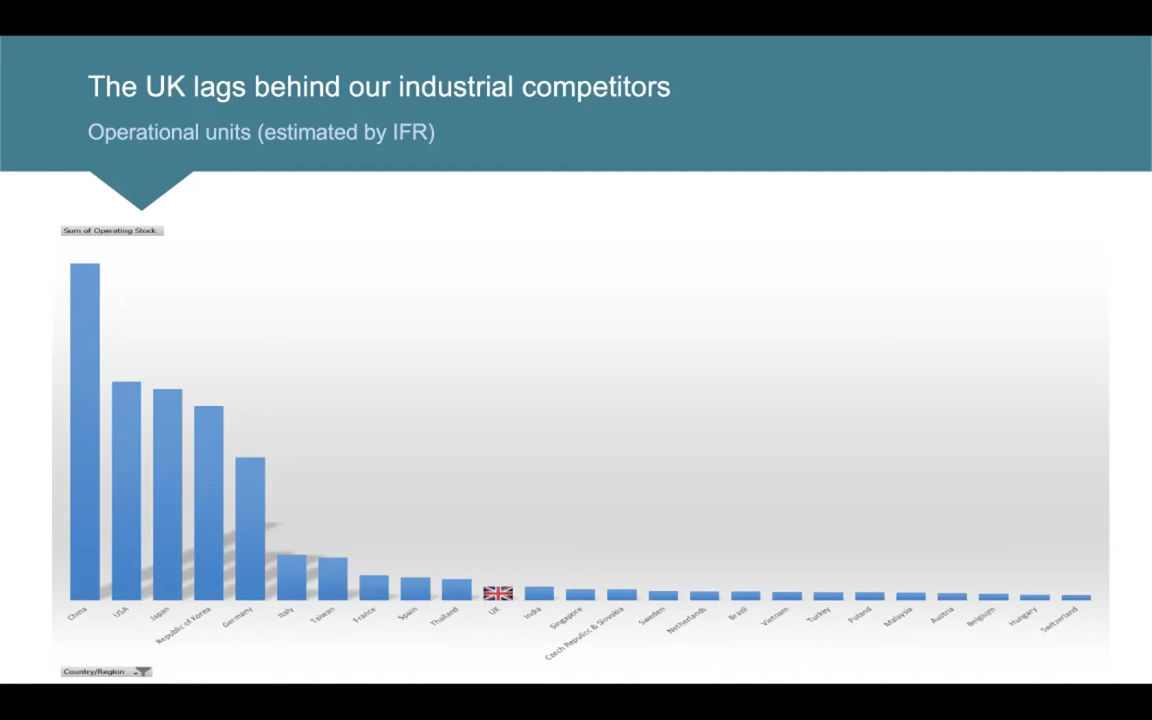 The UK lags behind our industrial competitors
Operational units (estimated by IFR)
Sum of Operating Stock
China
USA
Japan
Republic of Korea
Germany
Italy
Taiwan
France
Spain
Thailand
UK
India
Singapore
Czech Repulics & Slovakia
Sweden
Netherlands
Brazil
Vietnam
Turkey
Poland
Malaysia
Austria
Belgium
Hungary
Switzerland
Country/Region